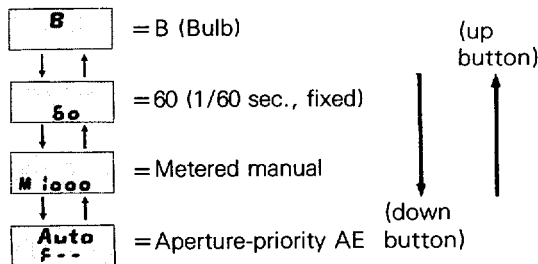 B = B (Bulb)
(up button)
60 = 60 (1/60 sec., fixed)
M 1000 = Metered manual
(down button)
Auto F-- = Aperture-priority AE